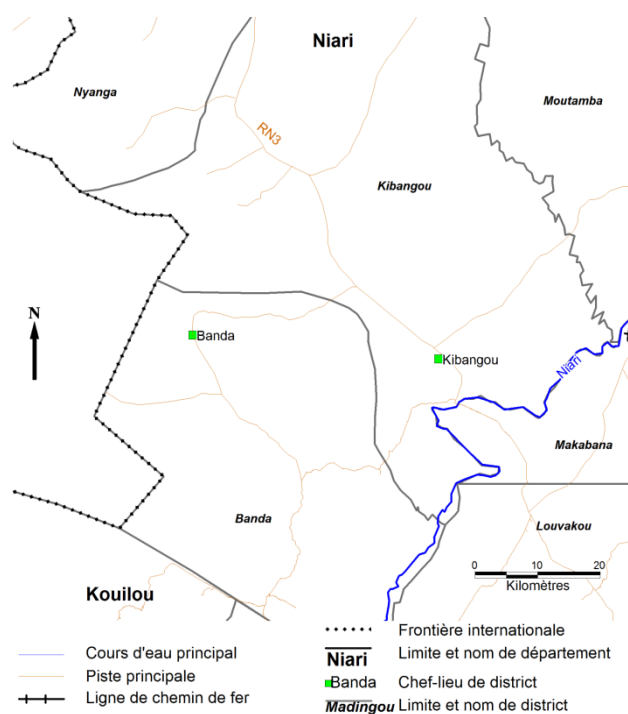 Niari
Nyanga
Moutamba
RN3
Kibangou
N
Banda
Kibangou
Niari
Makabana
Banda
Louvakou
0 10 20
Kilomètres
Kouilou
Cours d'eau principal
Piste principale
Ligne de chemin de fer
Frontière internationale
Niari Limite et nom de département
Banda Chef-lieu de district
Madingou Limite et nom de district